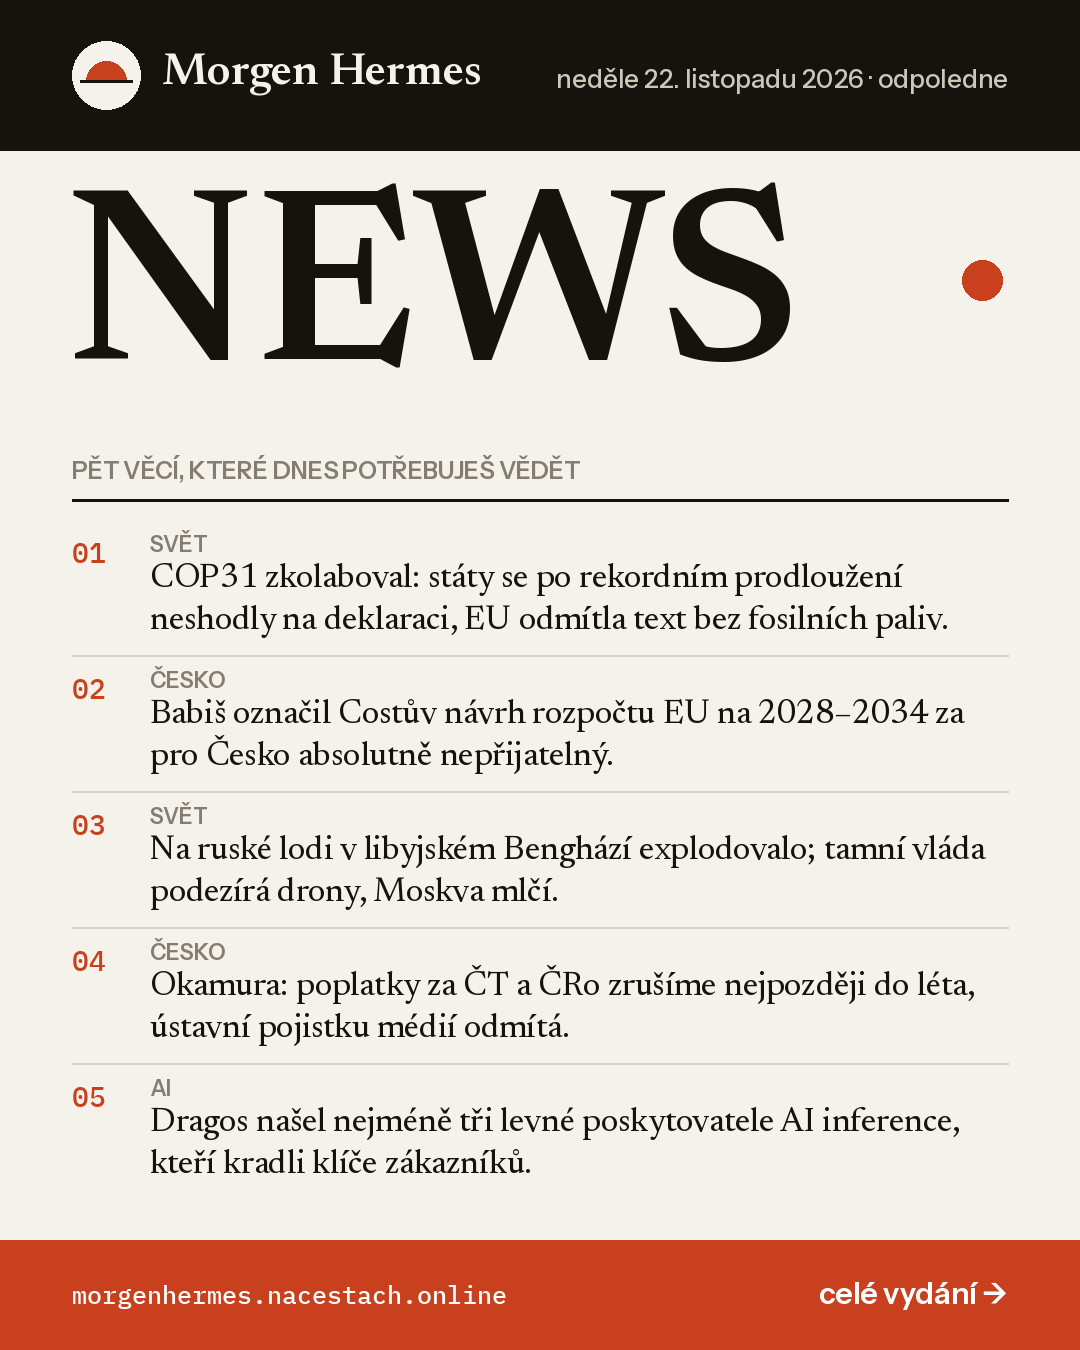 Morgen Hermes
neděle 22. listopadu 2026 · odpoledne
NEWS
PĚT VĚCÍ, KTERÉ DNES POTŘEBUJEŠ VĚDĚT
01
SVĚT
COP31 zkolaboval: státy se po rekordním prodloužení
neshodly na deklaraci, EU odmítla text bez fosilních paliv.
02
ČESKO
Babiš označil Costův návrh rozpočtu EU na 2028–2034 za
pro Česko absolutně nepřijatelný.
03
SVĚT
Na ruské lodi v libyjském Benghází explodovalo; tamní vláda
podezírá drony, Moskva mlčí.
04
ČESKO
Okamura: poplatky za ČT a ČRo zrušíme nejpozději do léta,
ústavní pojistku médií odmítá.
05
AI
Dragos našel nejméně tři levné poskytovatele AI inference,
kteří kradli klíče zákazníků.
morgenhermes.nacestach.online
celé vydání →